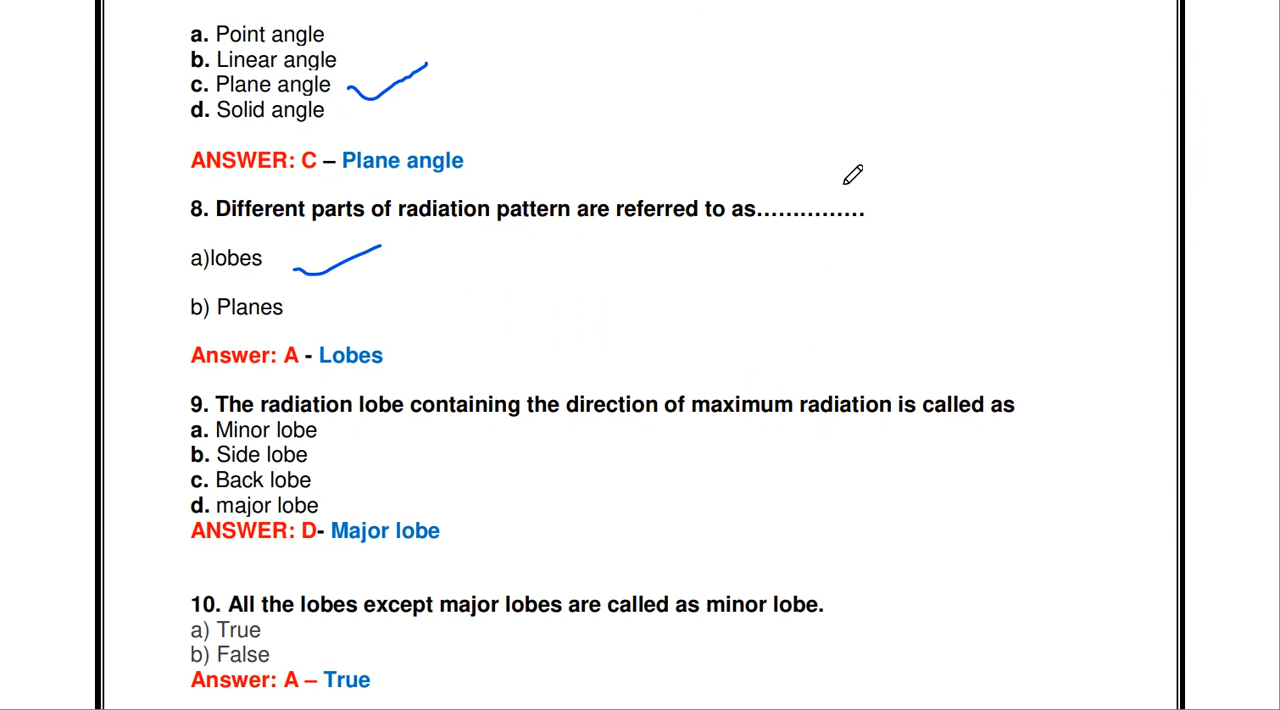 a. Point angle
b. Linear angle
c. Plane angle
d. Solid angle
ANSWER: C – Plane angle
8. Different parts of radiation pattern are referred to as……………
a)lobes
b) Planes
Answer: A - Lobes
9. The radiation lobe containing the direction of maximum radiation is called as
a. Minor lobe
b. Side lobe
c. Back lobe
d. major lobe
ANSWER: D- Major lobe
10. All the lobes except major lobes are called as minor lobe.
a) True
b) False
Answer: A – True